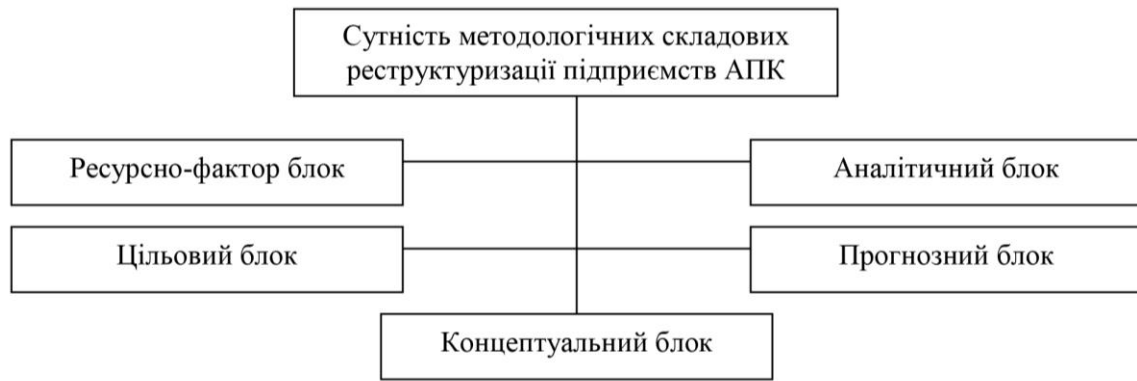 Сутність методологічних складових
реструктуризації підприємств АПК
Ресурсно-фактор блок
Аналітичний блок
Цільовий блок
Прогнозний блок
Концептуальний блок